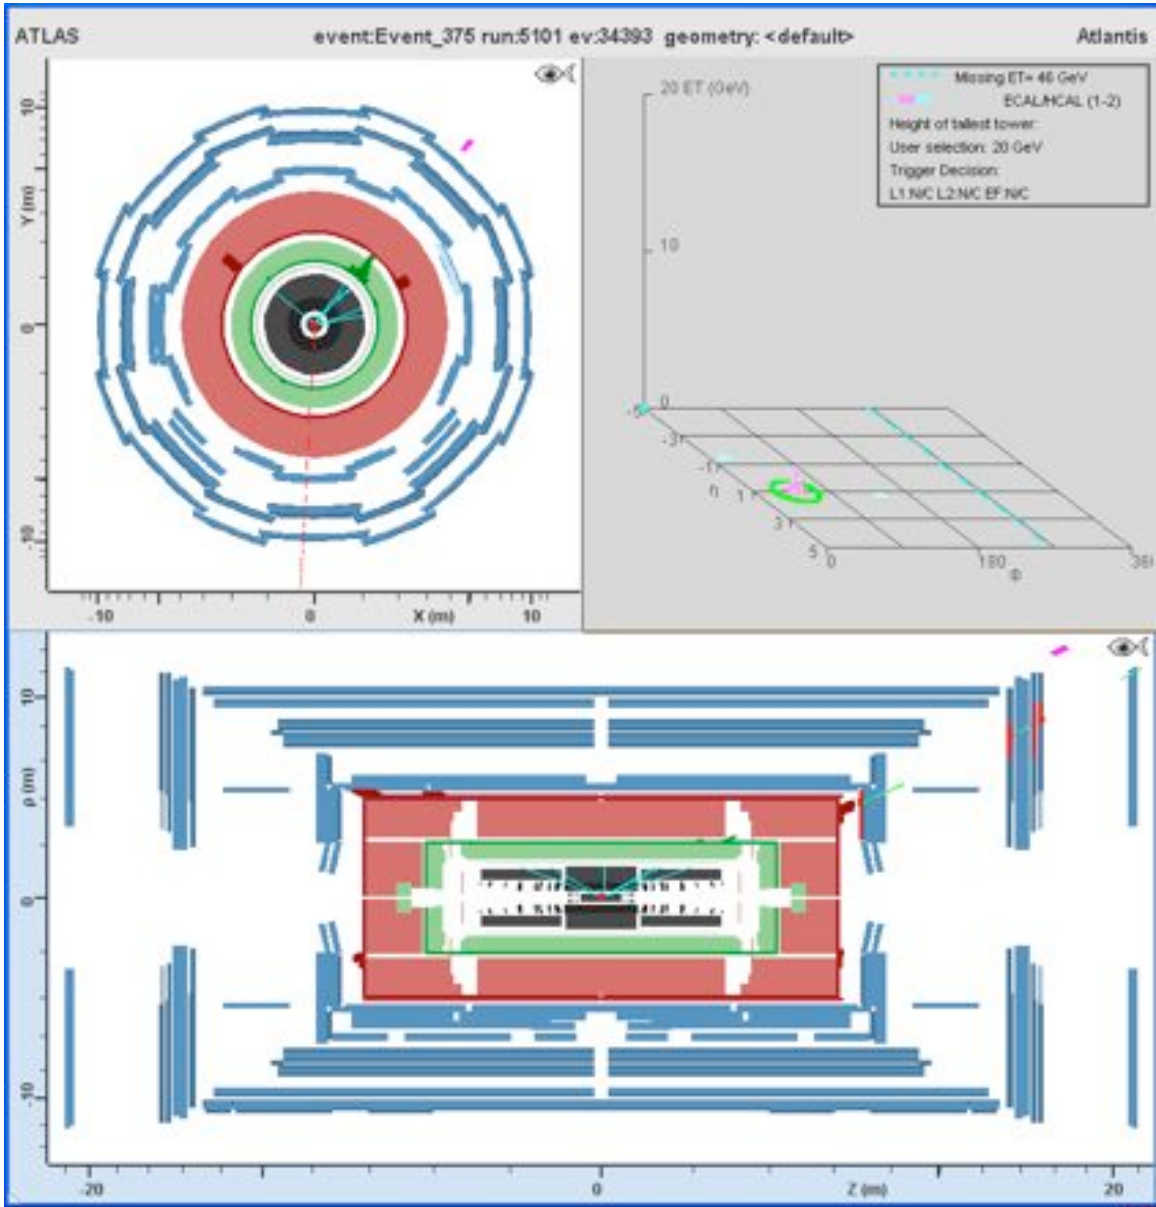 ATLAS event:Event_375 run:5101 ev:34393 geometry: <default> Atlantis
10
Y (m)
0
-10
-10 0 X (m) 10
20 ET (GeV)
10
0
-5
-3
-1
η 1
3
5
0 180 Φ 360
Missing ET= 46 GeV
ECAL/HCAL (1-2)
Height of tallest tower:
User selection: 20 GeV
Trigger Decision:
L1:N/C L2:N/C EF:N/C
10
ρ (m)
0
-10
-20 0 Z (m) 20